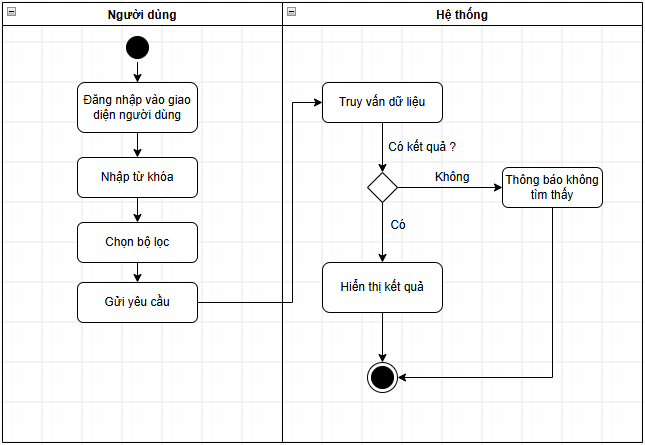 Người dùng
Hệ thống
Đăng nhập vào giao
diện người dùng
Nhập từ khóa
Chọn bộ lọc
Gửi yêu cầu
Truy vấn dữ liệu
Có kết quả ?
Không
Thông báo không
tìm thấy
Có
Hiển thị kết quả